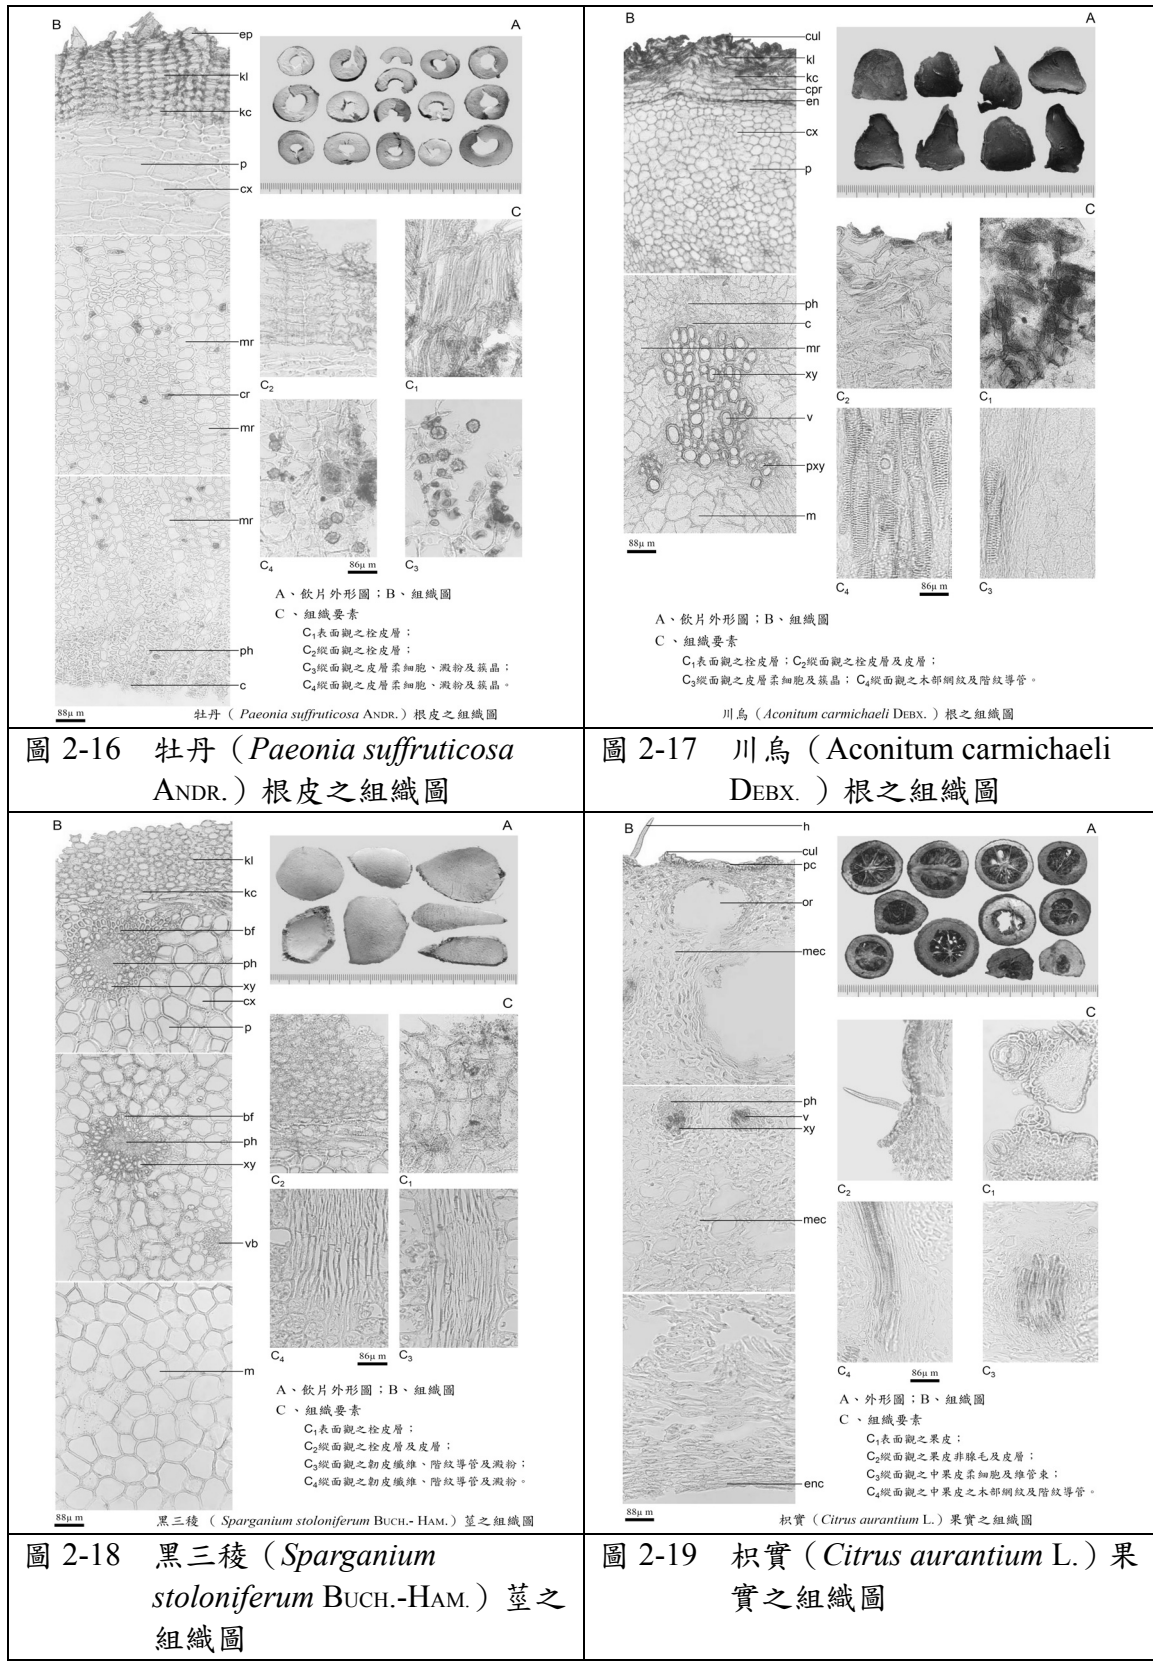 B
A
ep
kl
kc
p
cx
mr
cr
mr
mr
ph
c
C
C2
C1
C4
86μ m
C3
A、飲片外形圖；B、組織圖
C 、組織要素
C1表面觀之栓皮層；
C2縱面觀之栓皮層；
C3縱面觀之皮層柔細胞、澱粉及簇晶；
C4縱面觀之皮層柔細胞、澱粉及簇晶。
88μ m
牡丹（ Paeonia suffruticosa ANDR.）根皮之組織圖
圖 2-16 牡丹（Paeonia suffruticosa
ANDR.）根皮之組織圖
B
A
cul
kl
kc
cpr
en
cx
p
ph
c
mr
xy
v
pxy
m
88μ m
C
C2
C1
C4
86μ m
C3
A、飲片外形圖；B、組織圖
C 、組織要素
C1表面觀之栓皮層；C2縱面觀之栓皮層及皮層；
C3縱面觀之皮層柔細胞及簇晶； C4縱面觀之木部網紋及階紋導管。
川烏（Aconitum carmichaeli DEBX. ）根之組織圖
圖 2-17 川烏（Aconitum carmichaeli
DEBX. ）根之組織圖
B
A
kl
kc
bf
ph
xy
cx
p
bf
ph
xy
vb
m
C
C2
C1
C4
86μ m
C3
A、飲片外形圖；B、組織圖
C 、組織要素
C1表面觀之栓皮層；
C2縱面觀之栓皮層及皮層；
C3縱面觀之韌皮纖維、階紋導管及澱粉；
C4縱面觀之韌皮纖維、階紋導管及澱粉。
88μ m
黑三稜 （ Sparganium stoloniferum BUCH.- HAM.）莖之組織圖
圖 2-18 黑三稜（Sparganium
stoloniferum BUCH.-HAM.）莖之
組織圖
B
h
A
cul
pc
or
mec
ph
v
xy
mec
enc
88μ m
C
C2
C1
C4
86μ m
C3
A、外形圖；B、組織圖
C 、組織要素
C1表面觀之果皮；
C2縱面觀之果皮非腺毛及皮層；
C3縱面觀之中果皮柔細胞及維管束；
C4縱面觀之中果皮之木部網紋及階紋導管。
枳實（Citrus aurantium L.）果實之組織圖
圖 2-19 枳實（Citrus aurantium L.）果
實之組織圖